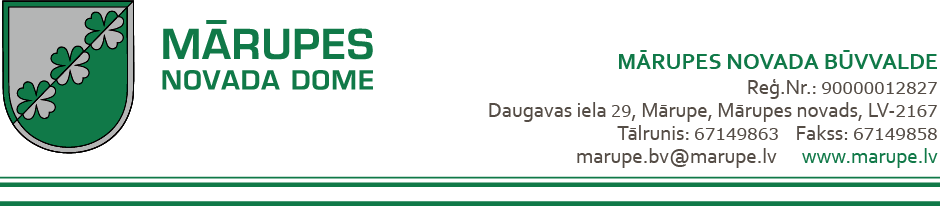 MĀRUPES
NOVADA DOME
MĀRUPES NOVADA BŪVVALDE
Reģ.Nr.: 90000012827
Daugavas iela 29, Mārupe, Mārupes novads, LV-2167
Tālrunis: 67149863 Fakss: 67149858
marupe.bv@marupe.lv www.marupe.lv